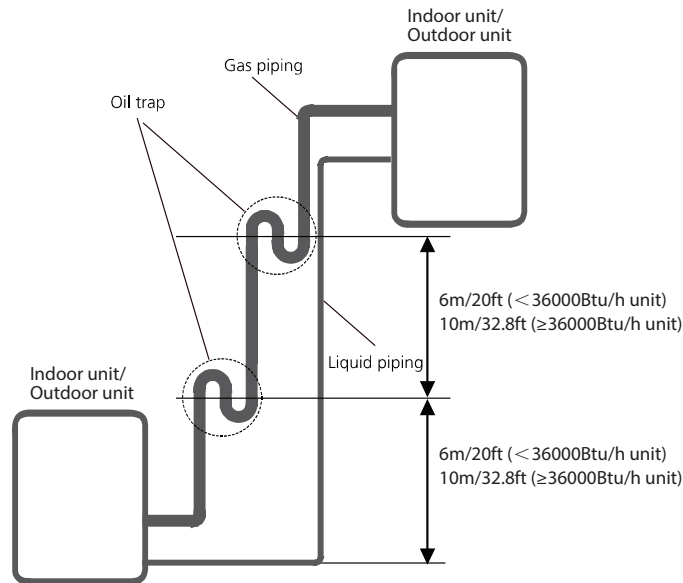 Indoor unit/
Outdoor unit
Gas piping
Oil trap
6m/20ft (<36000Btu/h unit)
10m/32.8ft (≥36000Btu/h unit)
Liquid piping
Indoor unit/
Outdoor unit
6m/20ft (<36000Btu/h unit)
10m/32.8ft (≥36000Btu/h unit)